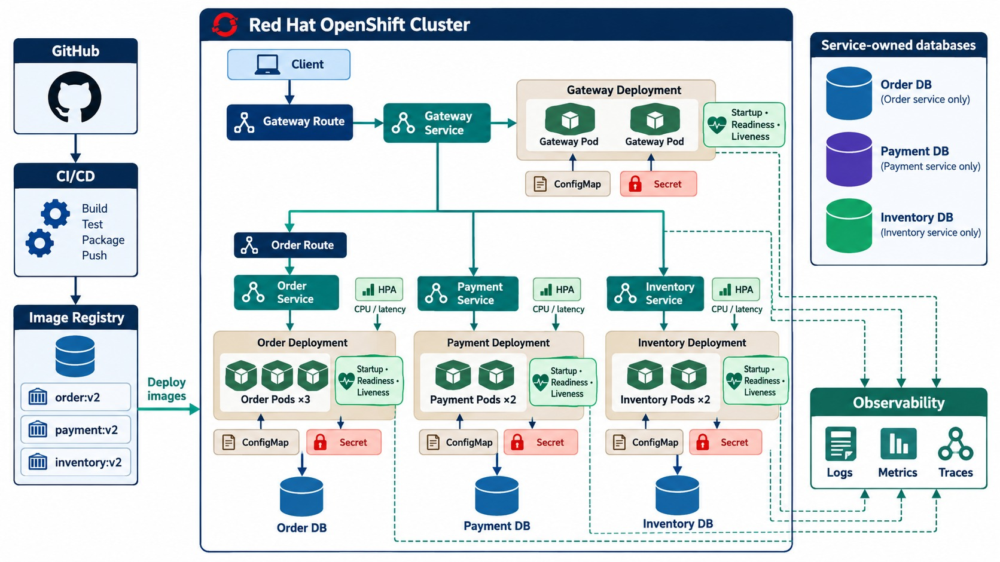 Red Hat OpenShift Cluster
GitHub
CI/CD
Build
Test
Package
Push
Image Registry
order:v2
payment:v2
inventory:v2
Deploy
images
Client
Gateway Route
Gateway
Service
Gateway Deployment
Gateway Pod
Gateway Pod
Startup •
Readiness •
Liveness
ConfigMap
Secret
Order Route
Order
Service
HPA
CPU / latency
Payment
Service
HPA
CPU / latency
Inventory
Service
HPA
CPU / latency
Order Deployment
Order Pods ×3
Startup •
Readiness •
Liveness
ConfigMap
Secret
Order DB
Payment Deployment
Payment Pods ×2
Startup •
Readiness •
Liveness
ConfigMap
Secret
Payment DB
Inventory Deployment
Inventory Pods ×2
Startup •
Readiness •
Liveness
ConfigMap
Secret
Inventory DB
Service-owned databases
Order DB
(Order service only)
Payment DB
(Payment service only)
Inventory DB
(Inventory service only)
Observability
Logs
Metrics
Traces